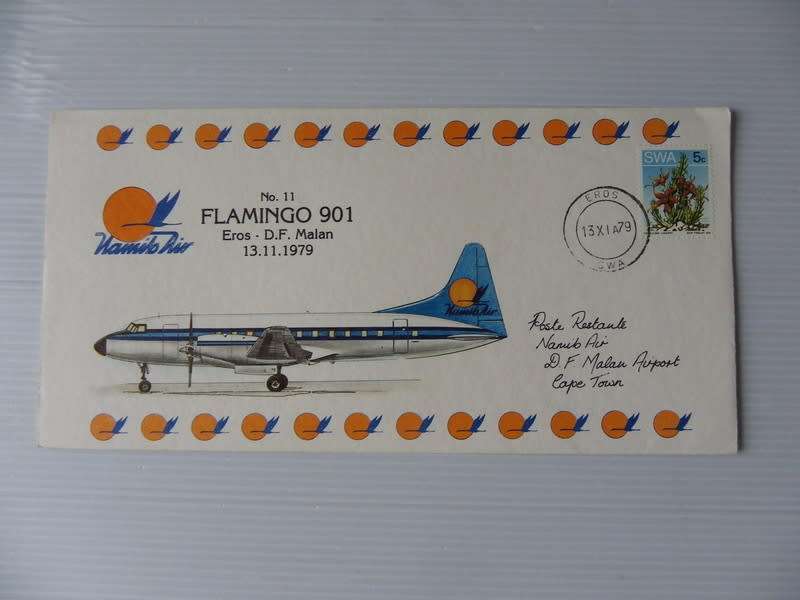 No. 11
FLAMINGO 901
Eros - D.F. Malan
13.11.1979
Namib Air
SWA 5c
EROS
13 XI A79
SWA
Namib Air
Poste Restante
Namib Air
D F Malan Airport
Cape Town